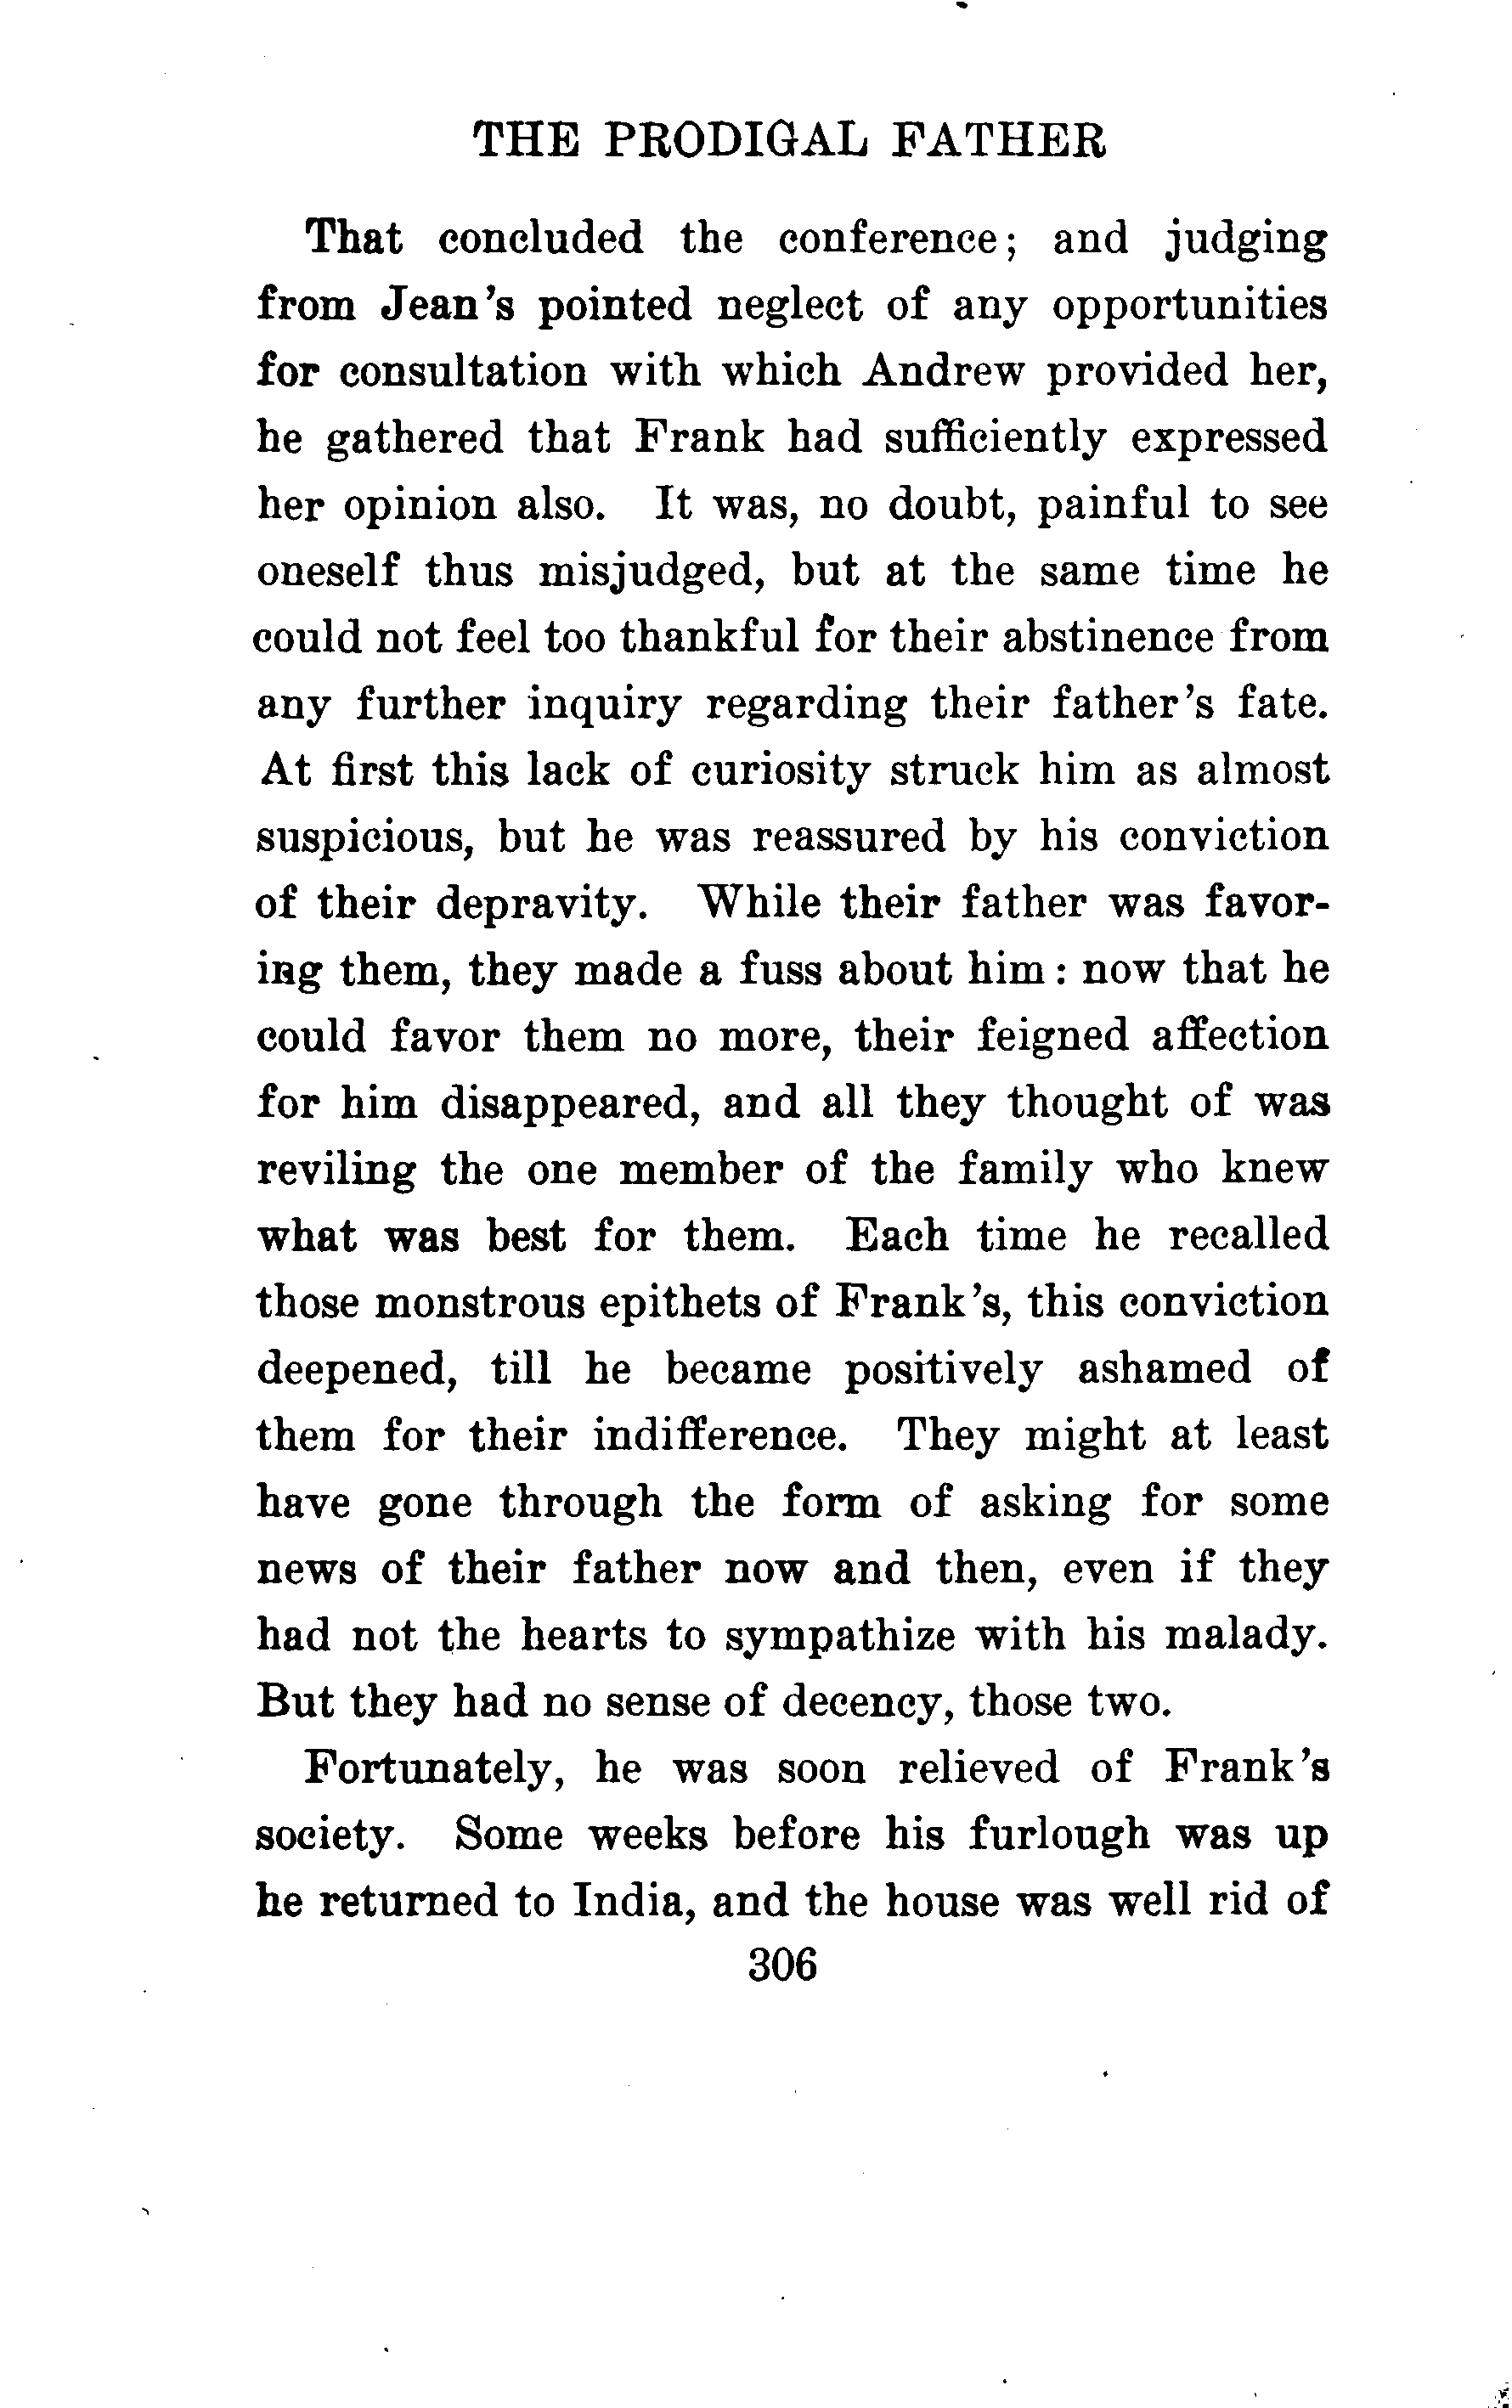 THE PRODIGAL FATHER
That concluded the conference; and judging
from Jean's pointed neglect of any opportunities
for consultation with which Andrew provided her,
he gathered that Frank had sufficiently expressed
her opinion also. It was, no doubt, painful to see
oneself thus misjudged, but at the same time he
could not feel too thankful for their abstinence from
any further inquiry regarding their father's fate.
At first this lack of curiosity struck him as almost
suspicious, but he was reassured by his conviction
of their depravity. While their father was favor-
ing them, they made a fuss about him: now that he
could favor them no more, their feigned affection
for him disappeared, and all they thought of was
reviling the one member of the family who knew
what was best for them. Each time he recalled
those monstrous epithets of Frank's, this conviction
deepened, till he became positively ashamed of
them for their indifference. They might at least
have gone through the form of asking for some
news of their father now and then, even if they
had not the hearts to sympathize with his malady.
But they had no sense of decency, those two.
Fortunately, he was soon relieved of Frank's
society. Some weeks before his furlough was up
he returned to India, and the house was well rid of
306